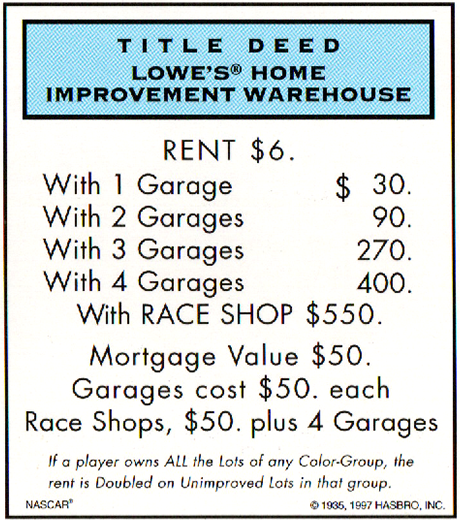 TITLE DEED
LOWE'S® HOME
IMPROVEMENT WAREHOUSE
RENT $6.
With 1 Garage $ 30.
With 2 Garages 90.
With 3 Garages 270.
With 4 Garages 400.
With RACE SHOP $550.
Mortgage Value $50.
Garages cost $50. each
Race Shops, $50. plus 4 Garages
If a player owns ALL the Lots of any Color-Group, the
rent is Doubled on Unimproved Lots in that group.
NASCAR® © 1935, 1997 HASBRO, INC.